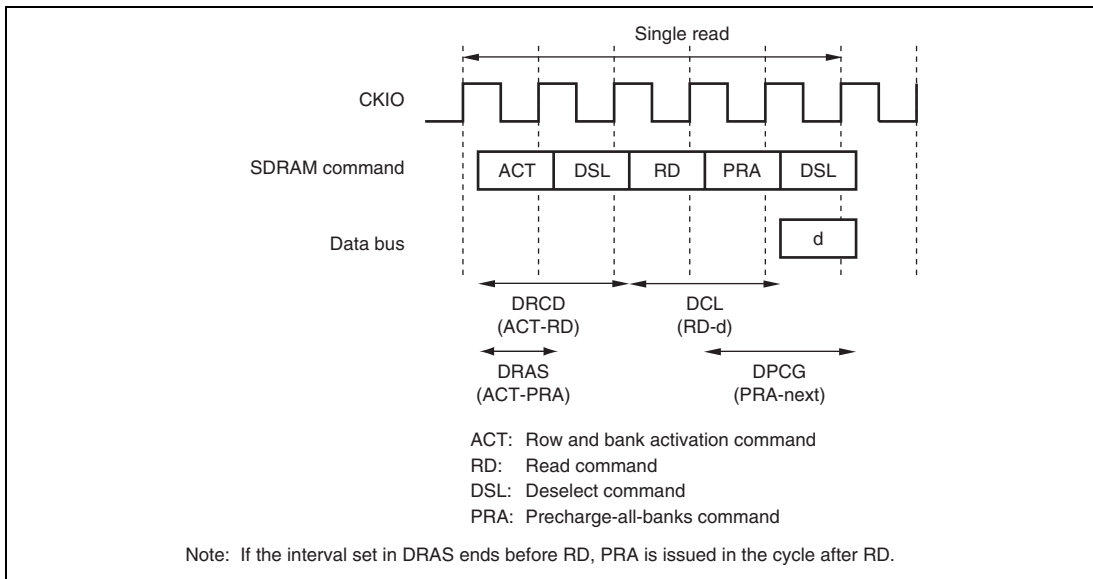 Single read
CKIO
SDRAM command
ACT DSL RD PRA DSL
Data bus
d
DRCD
(ACT-RD)
DCL
(RD-d)
DRAS
(ACT-PRA)
DPCG
(PRA-next)
ACT: Row and bank activation command
RD: Read command
DSL: Deselect command
PRA: Precharge-all-banks command
Note: If the interval set in DRAS ends before RD, PRA is issued in the cycle after RD.